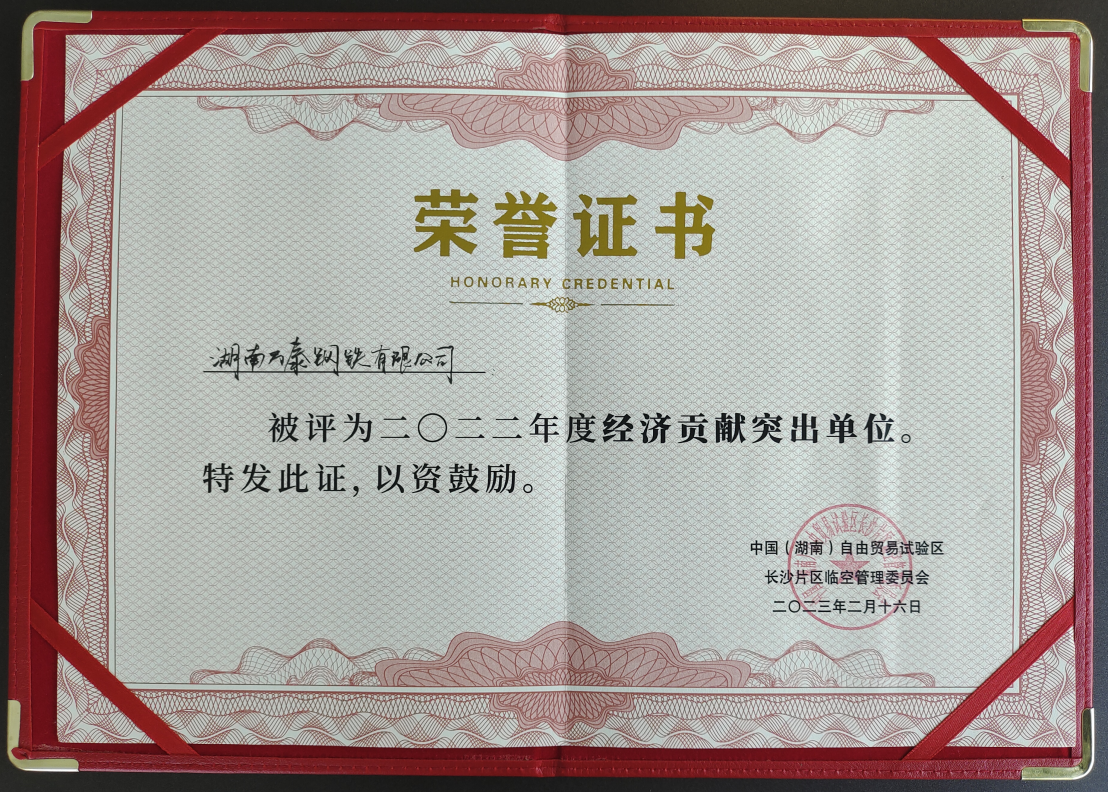 荣誉证书
HONORARY CREDENTIAL
湖南万泰钢铁有限公司
被评为二〇二二年度经济贡献突出单位。
特发此证,以资鼓励。
中国(湖南)自由贸易试验区
长沙片区临空管理委员会
二〇二三年二月十六日